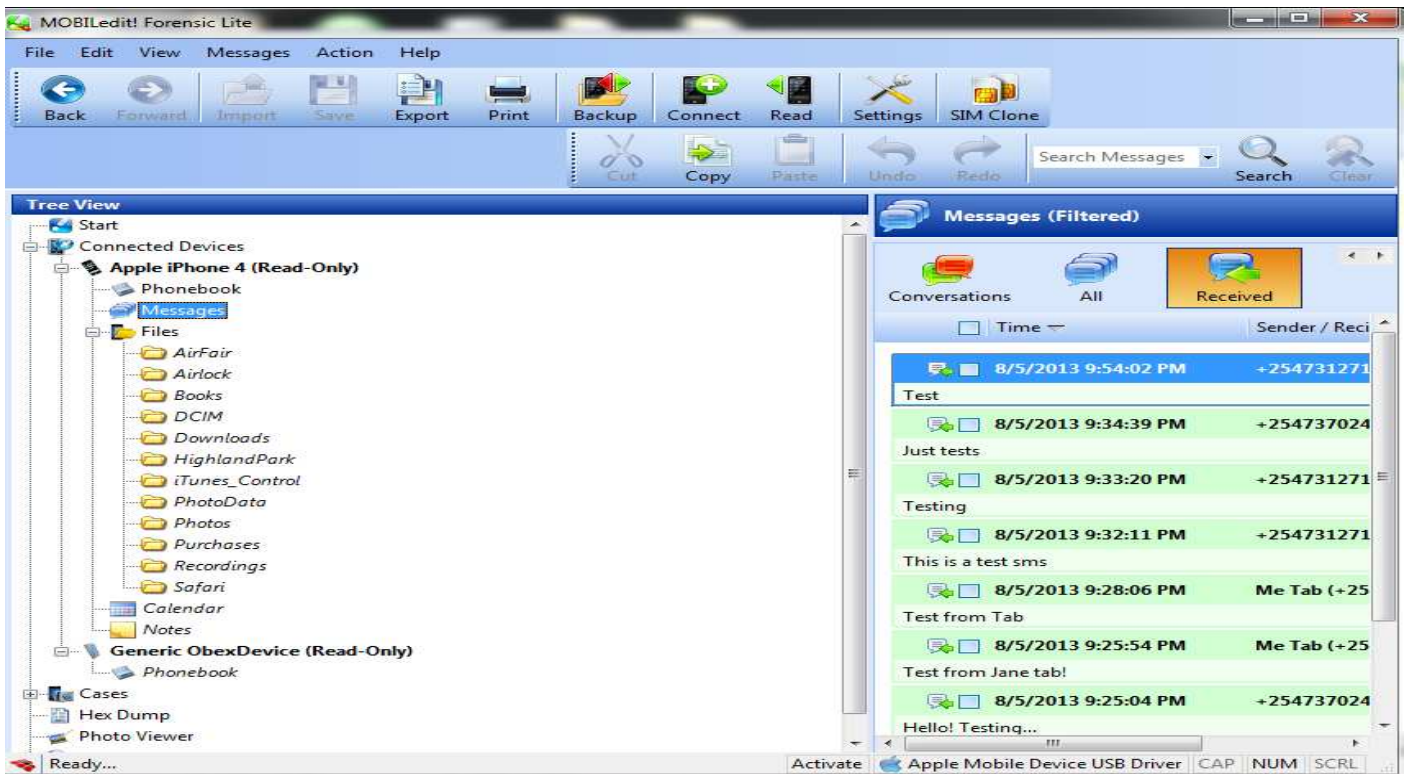 MOBILedit! Forensic Lite
File Edit View Messages Action Help
Back Forward Import Save Export Print Backup Connect Read Settings SIM Clone
Cut Copy Paste Undo Redo Search Messages Search Clear
Tree View
Start
Connected Devices
Apple iPhone 4 (Read-Only)
Phonebook
Messages
Files
AirFair
Airlock
Books
DCIM
Downloads
HighlandPark
iTunes_Control
PhotoData
Photos
Purchases
Recordings
Safari
Calendar
Notes
Generic ObexDevice (Read-Only)
Phonebook
Cases
Hex Dump
Photo Viewer
Messages (Filtered)
Conversations All Received
Time Sender / Reci
8/5/2013 9:54:02 PM +254731271
Test
8/5/2013 9:34:39 PM +254737024
Just tests
8/5/2013 9:33:20 PM +254731271
Testing
8/5/2013 9:32:11 PM +254731271
This is a test sms
8/5/2013 9:28:06 PM Me Tab (+25
Test from Tab
8/5/2013 9:25:54 PM Me Tab (+25
Test from Jane tab!
8/5/2013 9:25:04 PM +254737024
Hello! Testing...
Ready... Activate Apple Mobile Device USB Driver CAP NUM SCRL